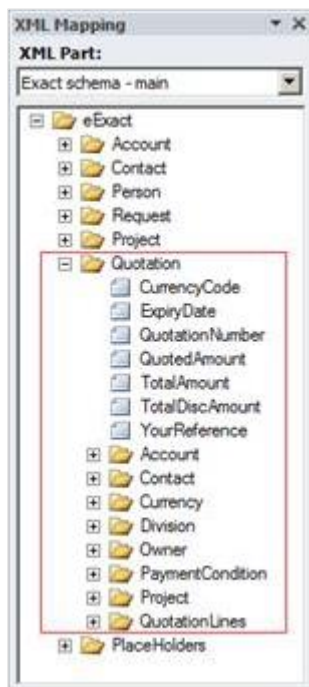 XML Mapping
XML Part:
Exact schema - main
eExact
Account
Contact
Person
Request
Project
Quotation
CurrencyCode
ExpiryDate
QuotationNumber
QuotedAmount
TotalAmount
TotalDiscAmount
YourReference
Account
Contact
Currency
Division
Owner
PaymentCondition
Project
QuotationLines
PlaceHolders